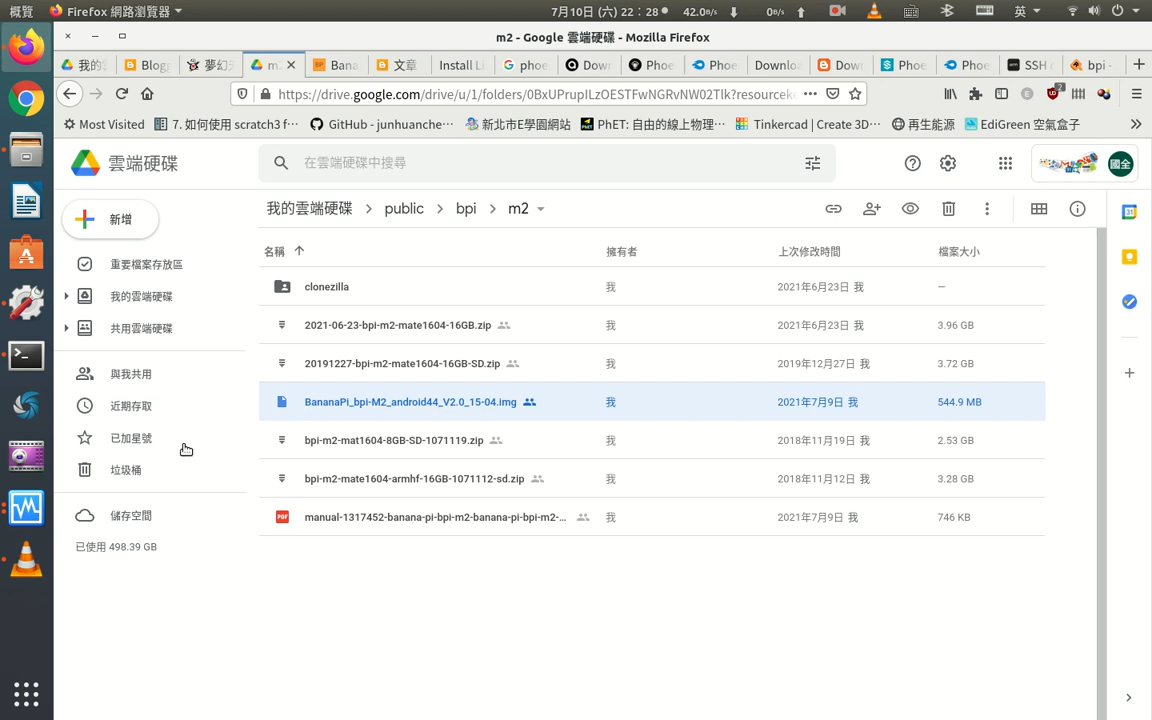 概覽 Firefox 網路瀏覽器 7月10日 (六) 22:28 42.0B/s 0B/s 英
m2 - Google 雲端硬碟 - Mozilla Firefox
我的 Blog 夢幻 m2 Bana 文章 Install Li phoe Down Phoe Phoe Downlo Down Phoe Phoe SSH bpi -
https://drive.google.com/drive/u/1/folders/0BxUPrupILzOESTFwNGRvNW02Tlk?resourcek
Most Visited 7. 如何使用 scratch3 f··· GitHub - junhuanche··· 新北市E學園網站 PhET: 自由的線上物理··· Tinkercad | Create 3D··· 再生能源 EdiGreen 空氣盒子
雲端硬碟 在雲端硬碟中搜尋 國全
新增 我的雲端硬碟 public bpi m2
名稱 擁有者 上次修改時間 檔案大小
重要檔案存放區
我的雲端硬碟
共用雲端硬碟
與我共用
近期存取
已加星號
垃圾桶
儲存空間
已使用 498.39 GB
clonezilla 我 2021年6月23日 我 —
2021-06-23-bpi-m2-mate1604-16GB.zip 我 2021年6月23日 我 3.96 GB
20191227-bpi-m2-mate1604-16GB-SD.zip 我 2019年12月27日 我 3.72 GB
BananaPi_bpi-M2_android44_V2.0_15-04.img 我 2021年7月9日 我 544.9 MB
bpi-m2-mat1604-8GB-SD-1071119.zip 我 2018年11月19日 我 2.53 GB
bpi-m2-mate1604-armhf-16GB-1071112-sd.zip 我 2018年11月12日 我 3.28 GB
PDF manual-1317452-banana-pi-bpi-m2-banana-pi-bpi-m2-... 我 2021年7月9日 我 746 KB